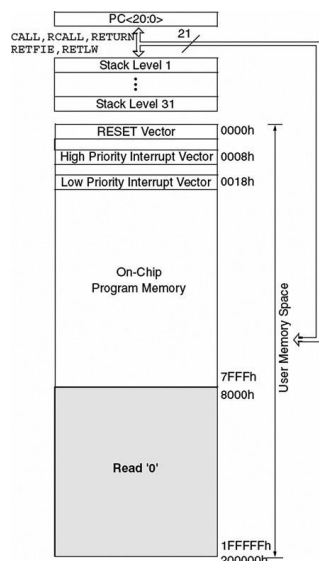 PC<20:0>
CALL,RCALL,RETURN
RETFIE,RETLW
21
Stack Level 1
Stack Level 31
RESET Vector 0000h
High Priority Interrupt Vector 0008h
Low Priority Interrupt Vector 0018h
On-Chip
Program Memory
7FFFh
8000h
User Memory Space
Read '0'
1FFFFFh
200000h